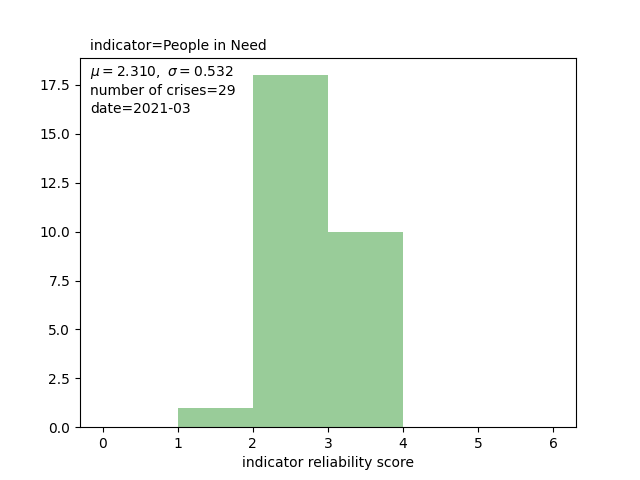 indicator=People in Need
μ = 2.310, σ = 0.532
number of crises=29
date=2021-03
17.5
15.0
12.5
10.0
7.5
5.0
2.5
0.0
0 1 2 3 4 5 6
indicator reliability score